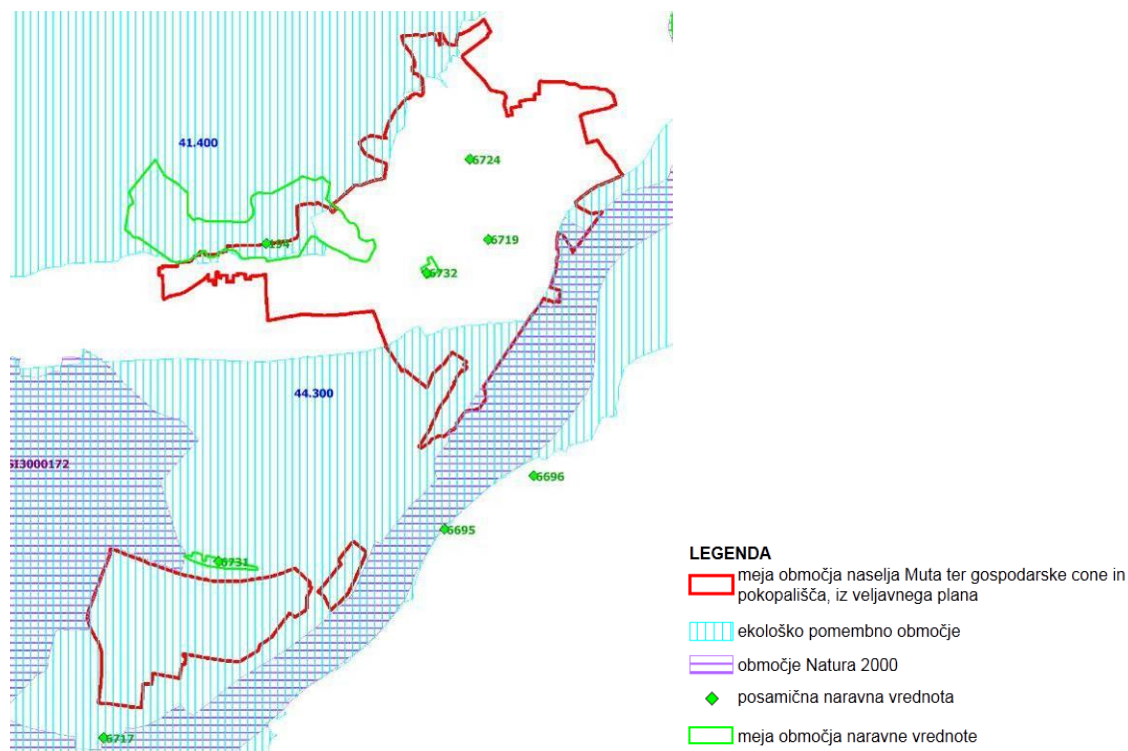 41.400
6724
6719
6732
44.300
SI3000172
6696
6695
6731
6717
LEGENDA
meja območja naselja Muta ter gospodarske cone in
pokopališča, iz veljavnega plana
ekološko pomembno območje
območje Natura 2000
posamična naravna vrednota
meja območja naravne vrednote